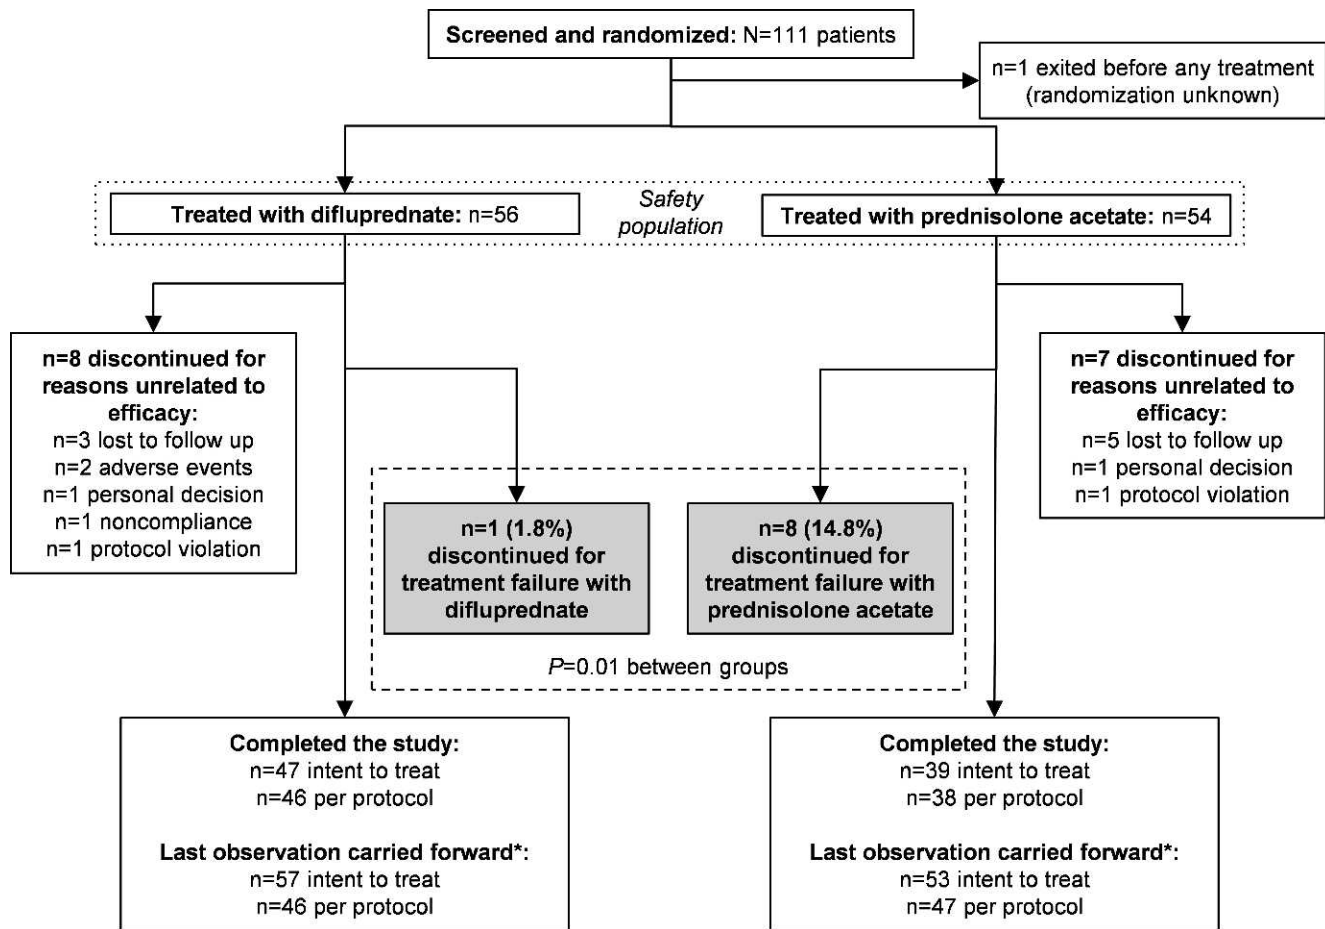 Screened and randomized: N=111 patients
n=1 exited before any treatment
(randomization unknown)
Treated with difluprednate: n=56
Safety
population
Treated with prednisolone acetate: n=54
n=8 discontinued for
reasons unrelated to
efficacy:
n=3 lost to follow up
n=2 adverse events
n=1 personal decision
n=1 noncompliance
n=1 protocol violation
n=7 discontinued for
reasons unrelated to
efficacy:
n=5 lost to follow up
n=1 personal decision
n=1 protocol violation
n=1 (1.8%)
discontinued for
treatment failure with
difluprednate
n=8 (14.8%)
discontinued for
treatment failure with
prednisolone acetate
P=0.01 between groups
Completed the study:
n=47 intent to treat
n=46 per protocol
Last observation carried forward*:
n=57 intent to treat
n=46 per protocol
Completed the study:
n=39 intent to treat
n=38 per protocol
Last observation carried forward*:
n=53 intent to treat
n=47 per protocol